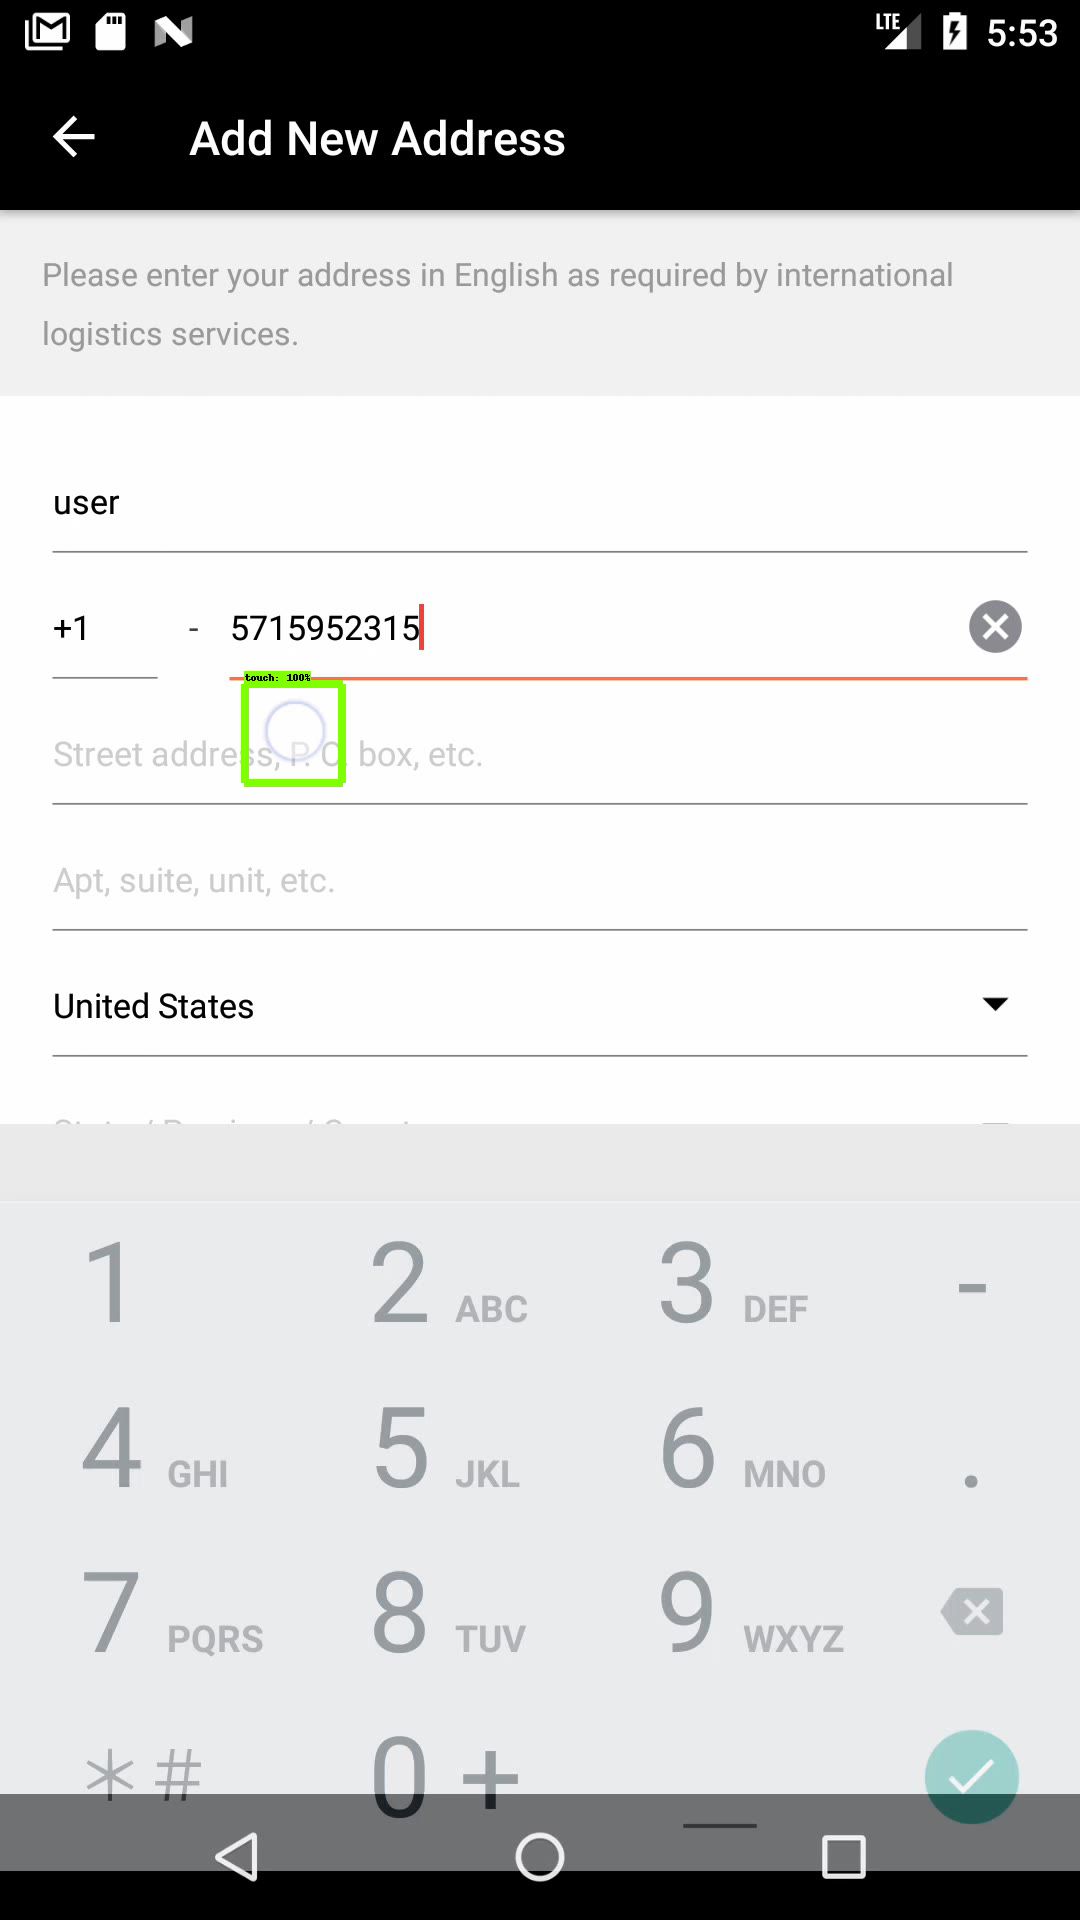 LTE 5:53
Add New Address
Please enter your address in English as required by international
logistics services.
user
+1 - 5715952315
touch: 100%
Street address, P. O. box, etc.
Apt, suite, unit, etc.
United States
1 2 ABC 3 DEF -
4 GHI 5 JKL 6 MNO .
7 PQRS 8 TUV 9 WXYZ
* # 0 +